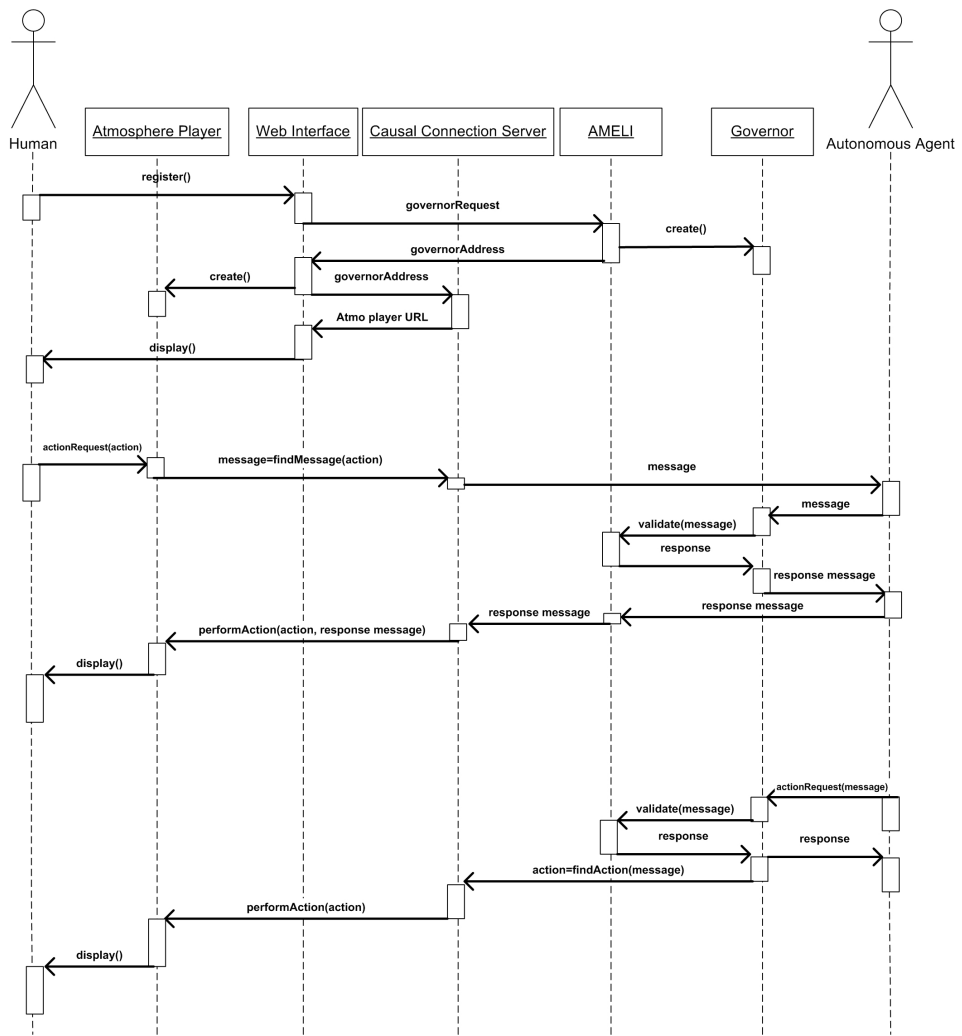 Human
Atmosphere Player
Web Interface
Causal Connection Server
AMELI
Governor
Autonomous Agent
register()
governorRequest
create()
governorAddress
create()
governorAddress
Atmo player URL
display()
actionRequest(action)
message=findMessage(action)
message
message
validate(message)
response
response message
response message
response message
performAction(action, response message)
display()
actionRequest(message)
validate(message)
response
response
action=findAction(message)
performAction(action)
display()